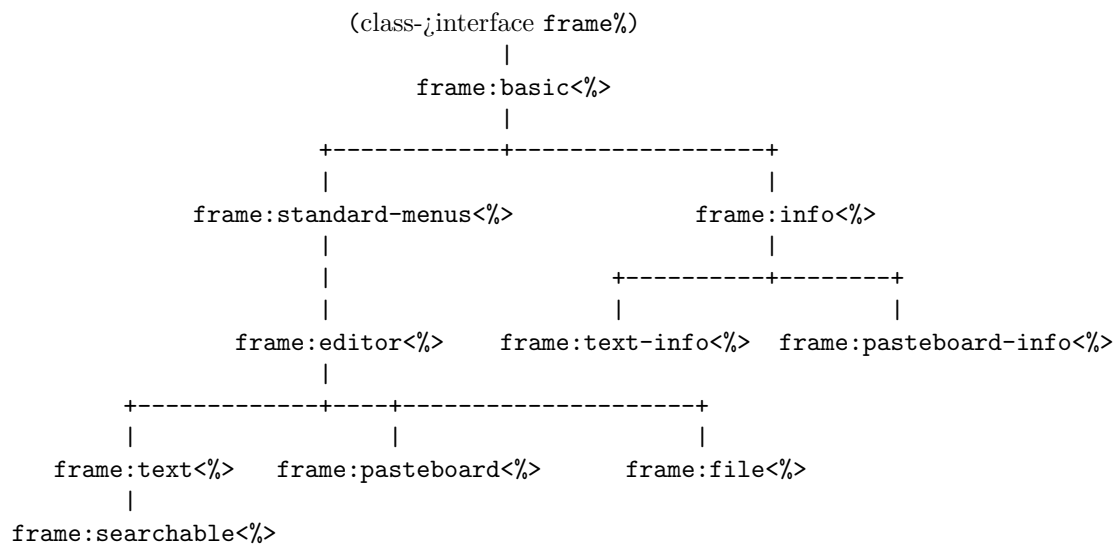 (class-¿interface frame%)
|
frame:basic<%>
|
+------------+------------------+
| |
frame:standard-menus<%> frame:info<%>
| |
| +-----------+--------+
| | |
frame:editor<%> frame:text-info<%> frame:pasteboard-info<%>
|
+-------------+----+---------------------+
| | |
frame:text<%> frame:pasteboard<%> frame:file<%>
|
frame:searchable<%>